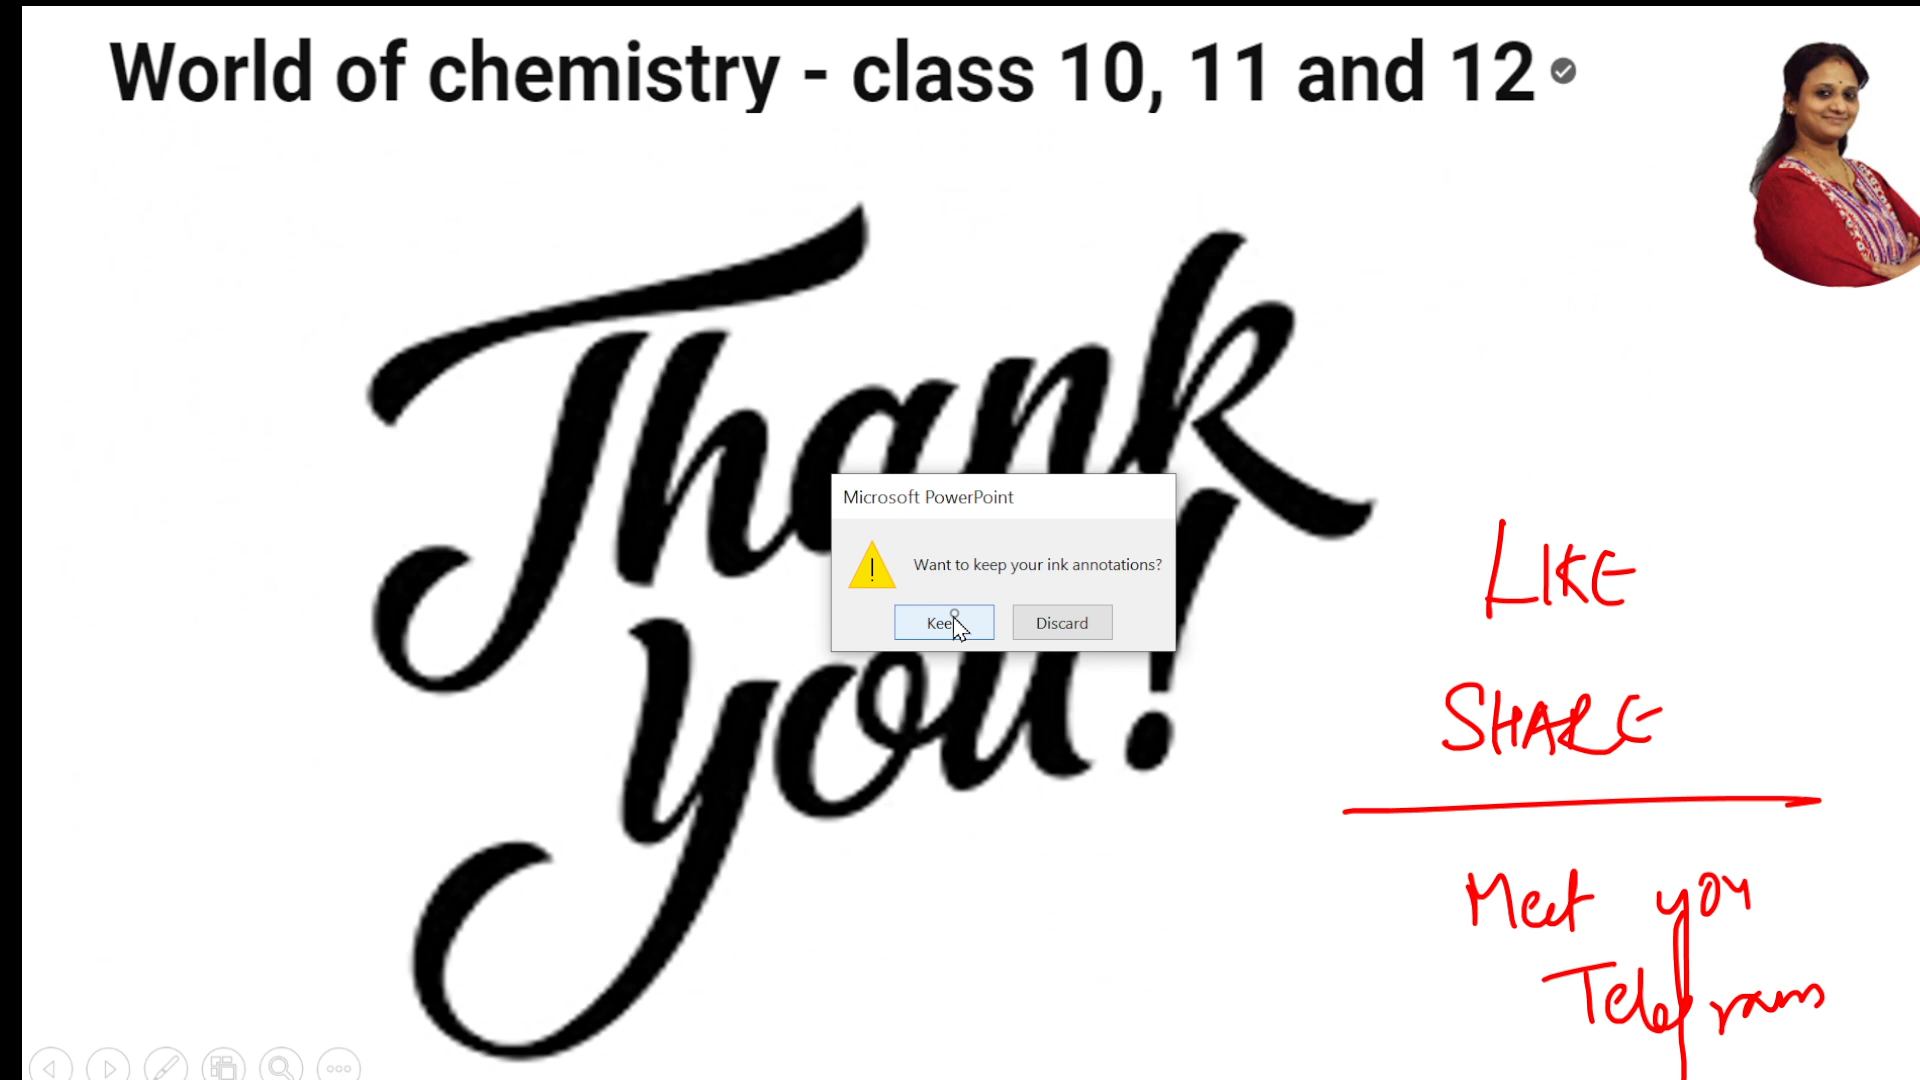 World of chemistry - class 10, 11 and 12
Thank
you!
Microsoft PowerPoint
Want to keep your ink annotations?
Kee
Discard
LIKE
SHARE
Meet you
Telegram